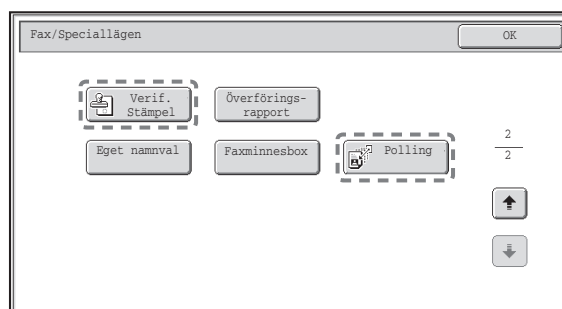 Fax/Speciallägen
OK
Verif.
Stämpel
Överförings-
rapport
Eget namnval
Faxminnesbox
Polling
2
2